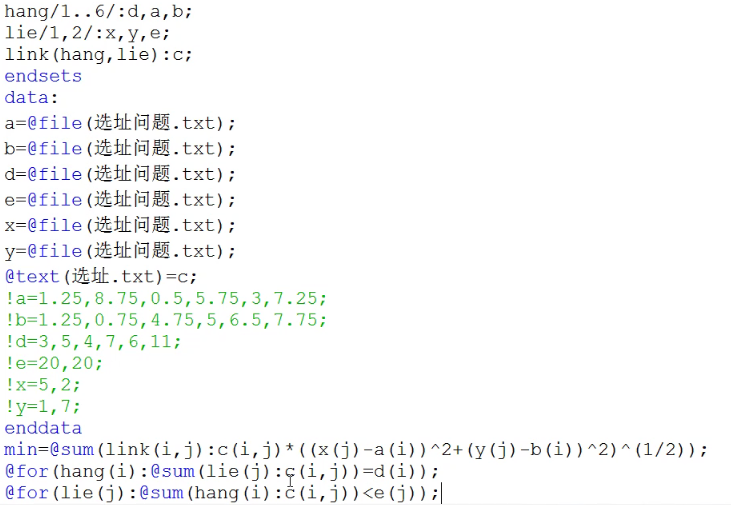 hang/1..6/:d,a,b;
lie/1,2/:x,y,e;
link(hang,lie):c;
endsets
data:
a=@file(选址问题.txt);
b=@file(选址问题.txt);
d=@file(选址问题.txt);
e=@file(选址问题.txt);
x=@file(选址问题.txt);
y=@file(选址问题.txt);
@text(选址.txt)=c;
!a=1.25,8.75,0.5,5.75,3,7.25;
!b=1.25,0.75,4.75,5,6.5,7.75;
!d=3,5,4,7,6,11;
!e=20,20;
!x=5,2;
!y=1,7;
enddata
min=@sum(link(i,j):c(i,j)*((x(j)-a(i))^2+(y(j)-b(i))^2)^(1/2));
@for(hang(i):@sum(lie(j):c(i,j))=d(i));
@for(lie(j):@sum(hang(i):c(i,j))<e(j));